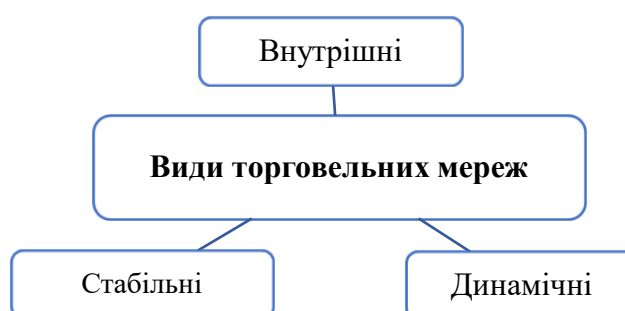 Внутрішні
Види торговельних мереж
Стабільні
Динамічні